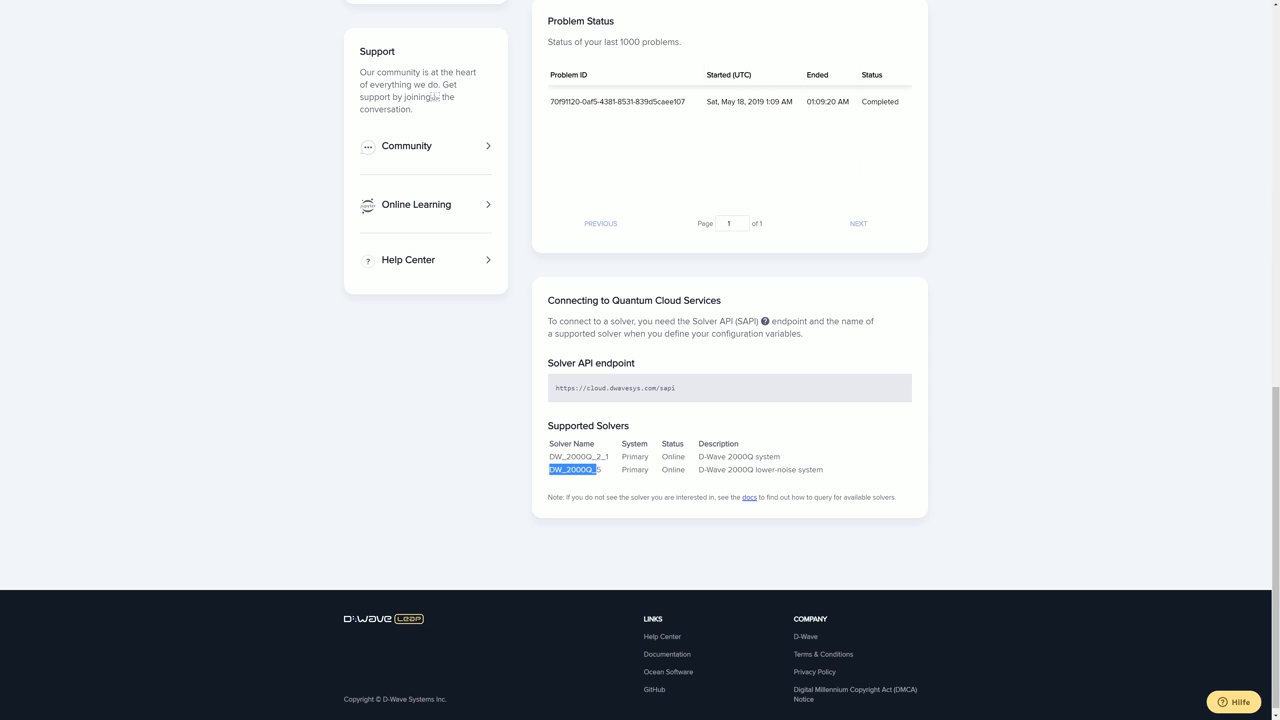 Support
Our community is at the heart
of everything we do. Get
support by joining the
conversation.
Community
Online Learning
Help Center
Problem Status
Status of your last 1000 problems.
Problem ID Started (UTC) Ended Status
70f91120-0af5-4381-8531-839d5caee107 Sat, May 18, 2019 1:09 AM 01:09:20 AM Completed
PREVIOUS Page 1 of 1 NEXT
Connecting to Quantum Cloud Services
To connect to a solver, you need the Solver API (SAPI) ? endpoint and the name of
a supported solver when you define your configuration variables.
Solver API endpoint
https://cloud.dwavesys.com/sapi
Supported Solvers
Solver Name System Status Description
DW_2000Q_2_1 Primary Online D-Wave 2000Q system
DW_2000Q_5 Primary Online D-Wave 2000Q lower-noise system
Note: If you do not see the solver you are interested in, see the docs to find out how to query for available solvers.
D:Wave Leap
Copyright © D-Wave Systems Inc.
LINKS
Help Center
Documentation
Ocean Software
GitHub
COMPANY
D-Wave
Terms & Conditions
Privacy Policy
Digital Millennium Copyright Act (DMCA)
Notice
? Hilfe